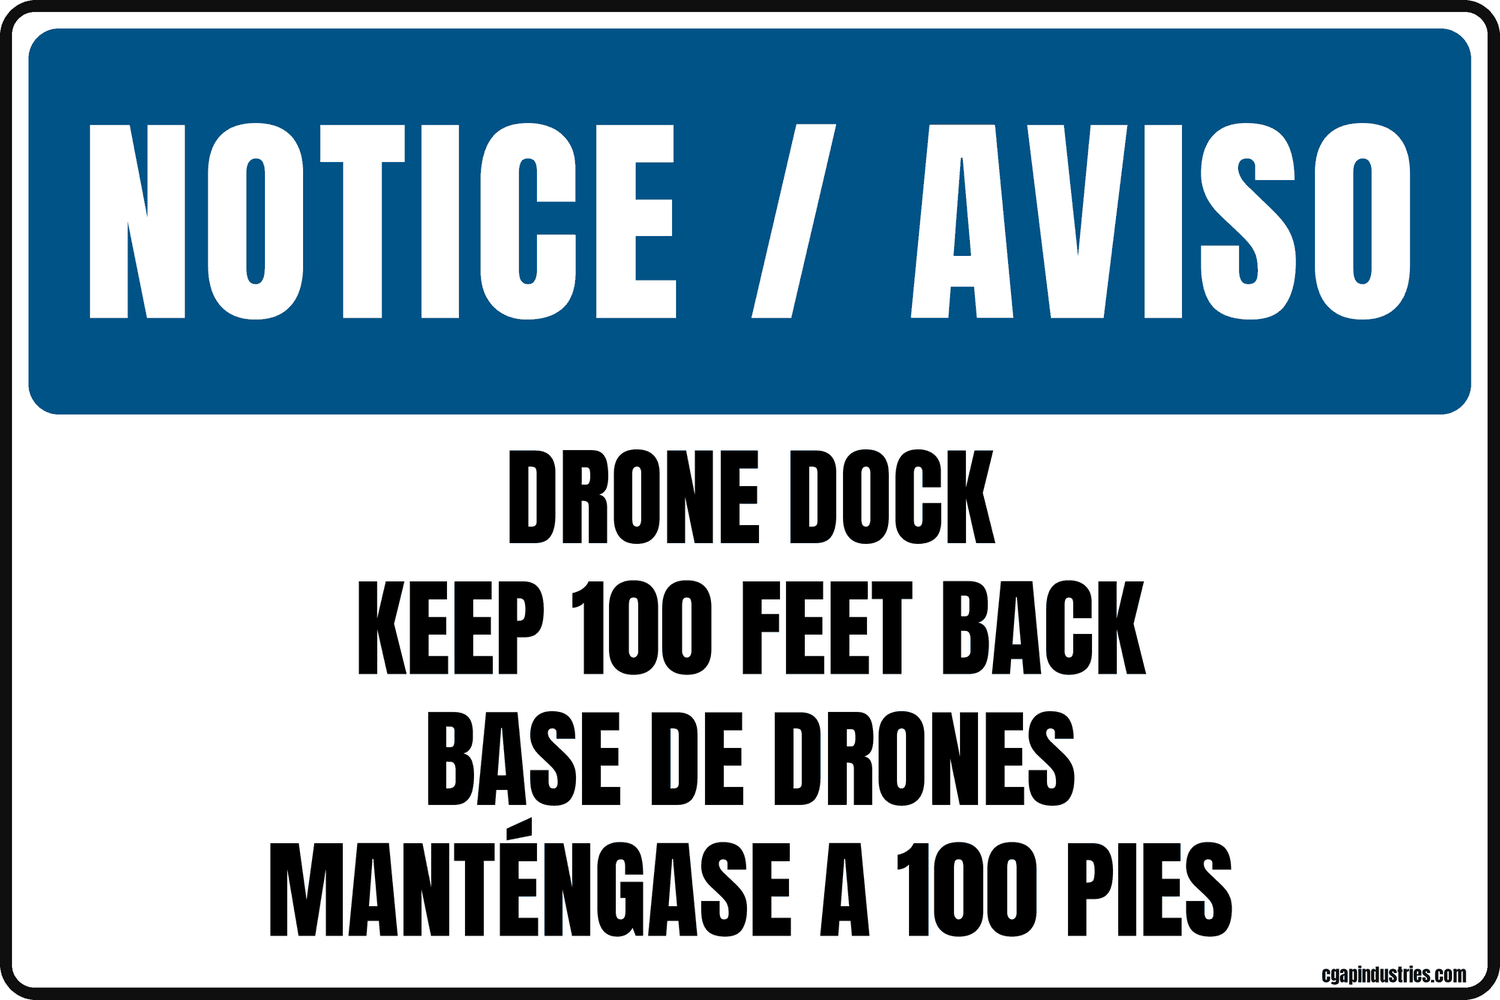 NOTICE / AVISO
DRONE DOCK
KEEP 100 FEET BACK
BASE DE DRONES
MANTÉNGASE A 100 PIES
cgapindustries.com